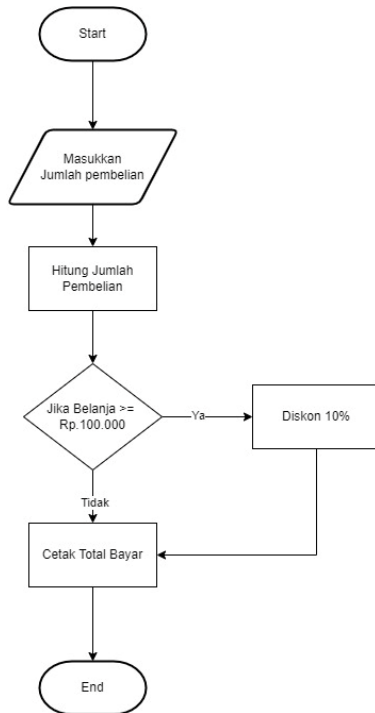 Start
Masukkan
Jumlah pembelian
Hitung Jumlah
Pembelian
Jika Belanja >=
Rp.100.000
Ya
Diskon 10%
Tidak
Cetak Total Bayar
End